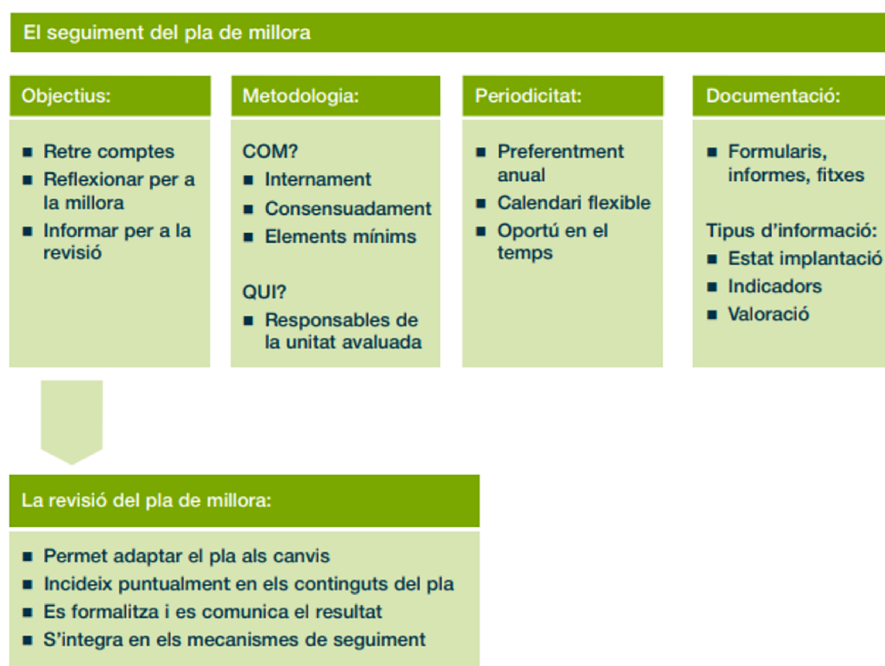 El seguiment del pla de millora
Objectius:
■ Retre comptes
■ Reflexionar per a
la millora
■ Informar per a la
revisió
Metodologia:
COM?
■ Internament
■ Consensuadament
■ Elements mínims
QUI?
■ Responsables de
la unitat avaluada
Periodicitat:
■ Preferentment
anual
■ Calendari flexible
■ Oportú en el
temps
Documentació:
■ Formularis,
informes, fitxes
Tipus d’informació:
■ Estat implantació
■ Indicadors
■ Valoració
La revisió del pla de millora:
■ Permet adaptar el pla als canvis
■ Incideix puntualment en els continguts del pla
■ Es formalitza i es comunica el resultat
■ S’integra en els mecanismes de seguiment